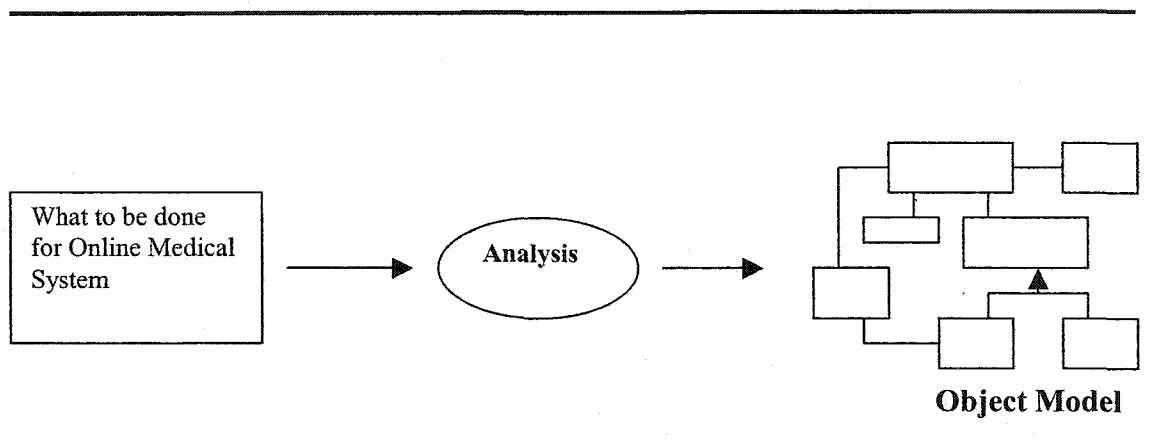 What to be done
for Online Medical
System
Analysis
Object Model